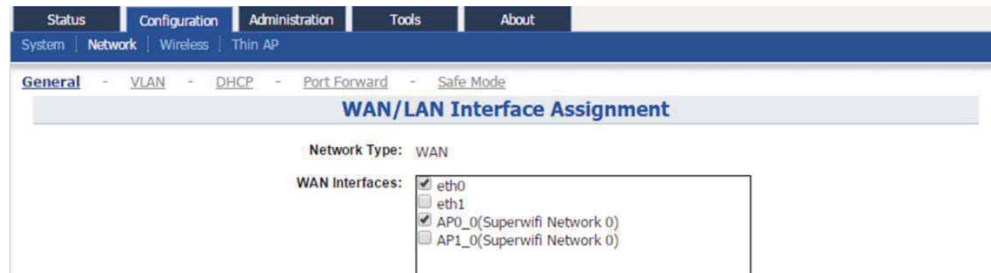 Status Configuration Administration Tools About
System Network Wireless Thin AP
General - VLAN - DHCP - Port Forward - Safe Mode
WAN/LAN Interface Assignment
Network Type: WAN
WAN Interfaces: eth0
eth1
AP0_0(Superwifi Network 0)
AP1_0(Superwifi Network 0)